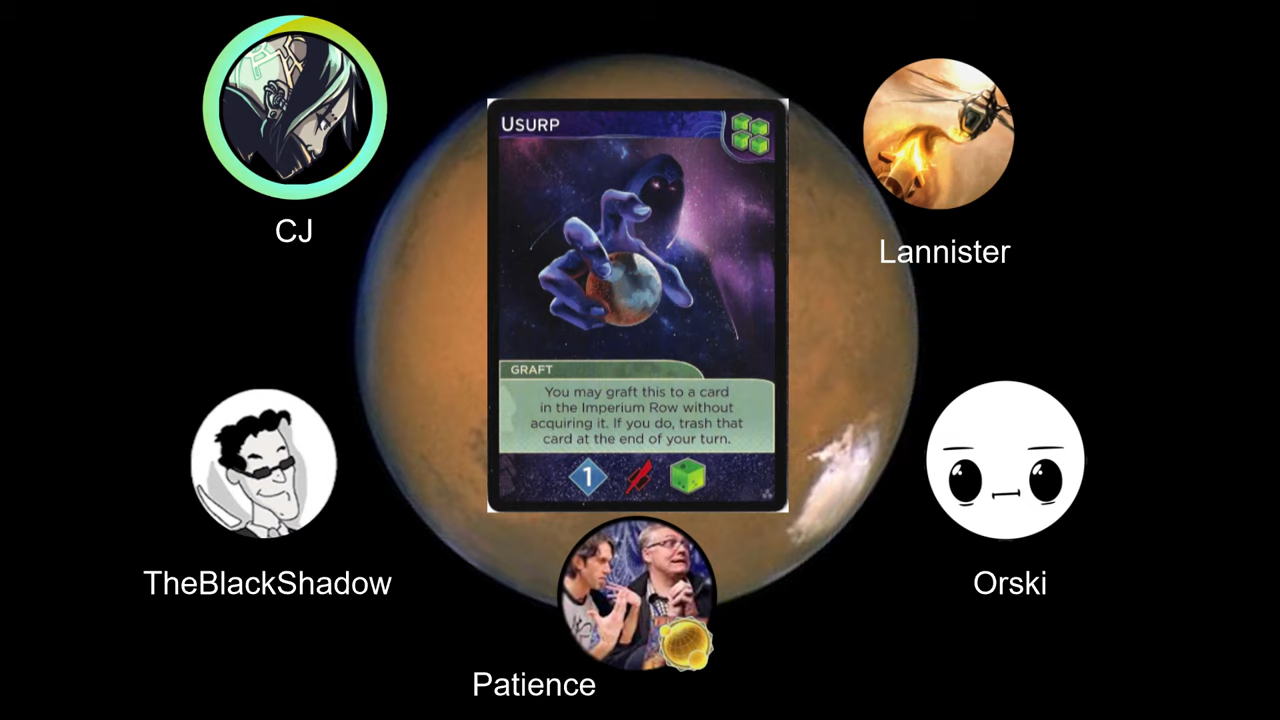 USURP
CJ
Lannister
GRAFT
You may graft this to a card
in the Imperium Row without
acquiring it. If you do, trash that
card at the end of your turn.
1
TheBlackShadow
Orski
Patience